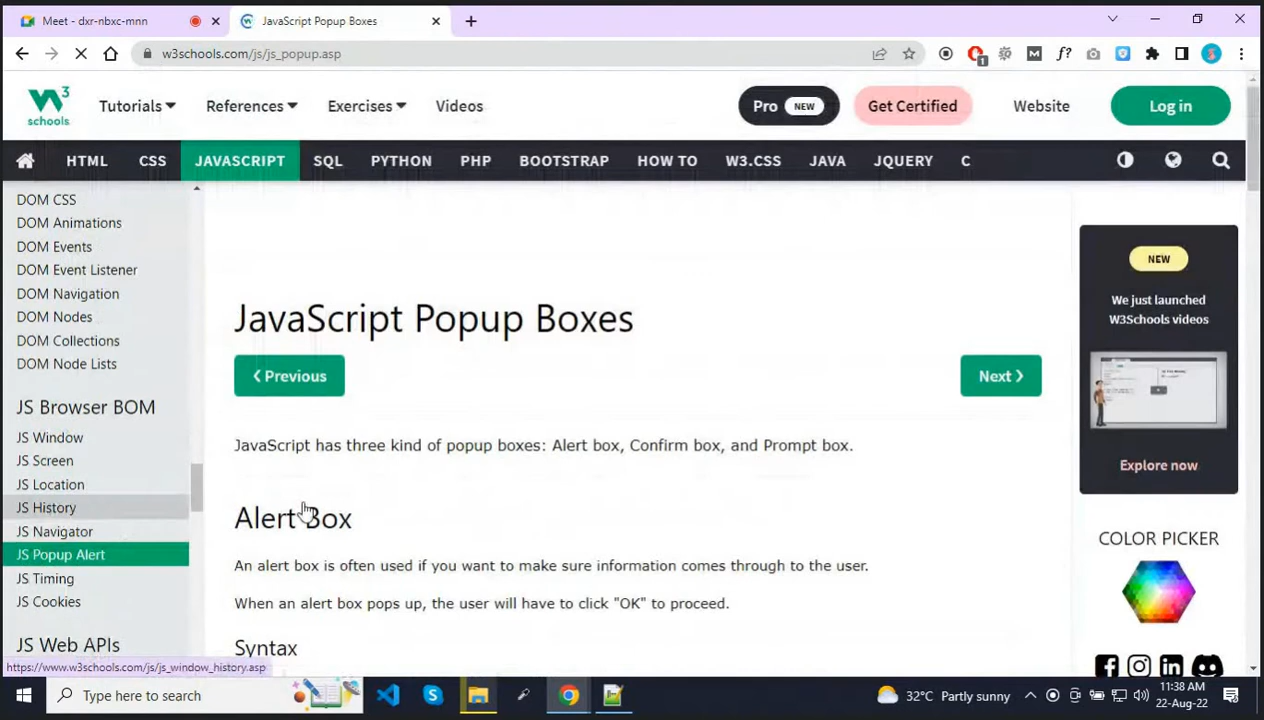 Meet - dxr-nbxc-mnn
JavaScript Popup Boxes
w3schools.com/js/js_popup.asp
1
M
f?
S
W3
schools
Tutorials
References
Exercises
Videos
Pro NEW
Get Certified
Website
Log in
HTML
CSS
JAVASCRIPT
SQL
PYTHON
PHP
BOOTSTRAP
HOW TO
W3.CSS
JAVA
JQUERY
C
DOM CSS
DOM Animations
DOM Events
DOM Event Listener
DOM Navigation
DOM Nodes
DOM Collections
DOM Node Lists
JS Browser BOM
JS Window
JS Screen
JS Location
JS History
JS Navigator
JS Popup Alert
JS Timing
JS Cookies
JS Web APIs
https://www.w3schools.com/js/js_window_history.asp
JavaScript Popup Boxes
❮ Previous
Next ❯
JavaScript has three kind of popup boxes: Alert box, Confirm box, and Prompt box.
Alert Box
An alert box is often used if you want to make sure information comes through to the user.
When an alert box pops up, the user will have to click "OK" to proceed.
Syntax
NEW
We just launched
W3Schools videos
Explore now
COLOR PICKER
Type here to search
32°C Partly sunny
11:38 AM
22-Aug-22